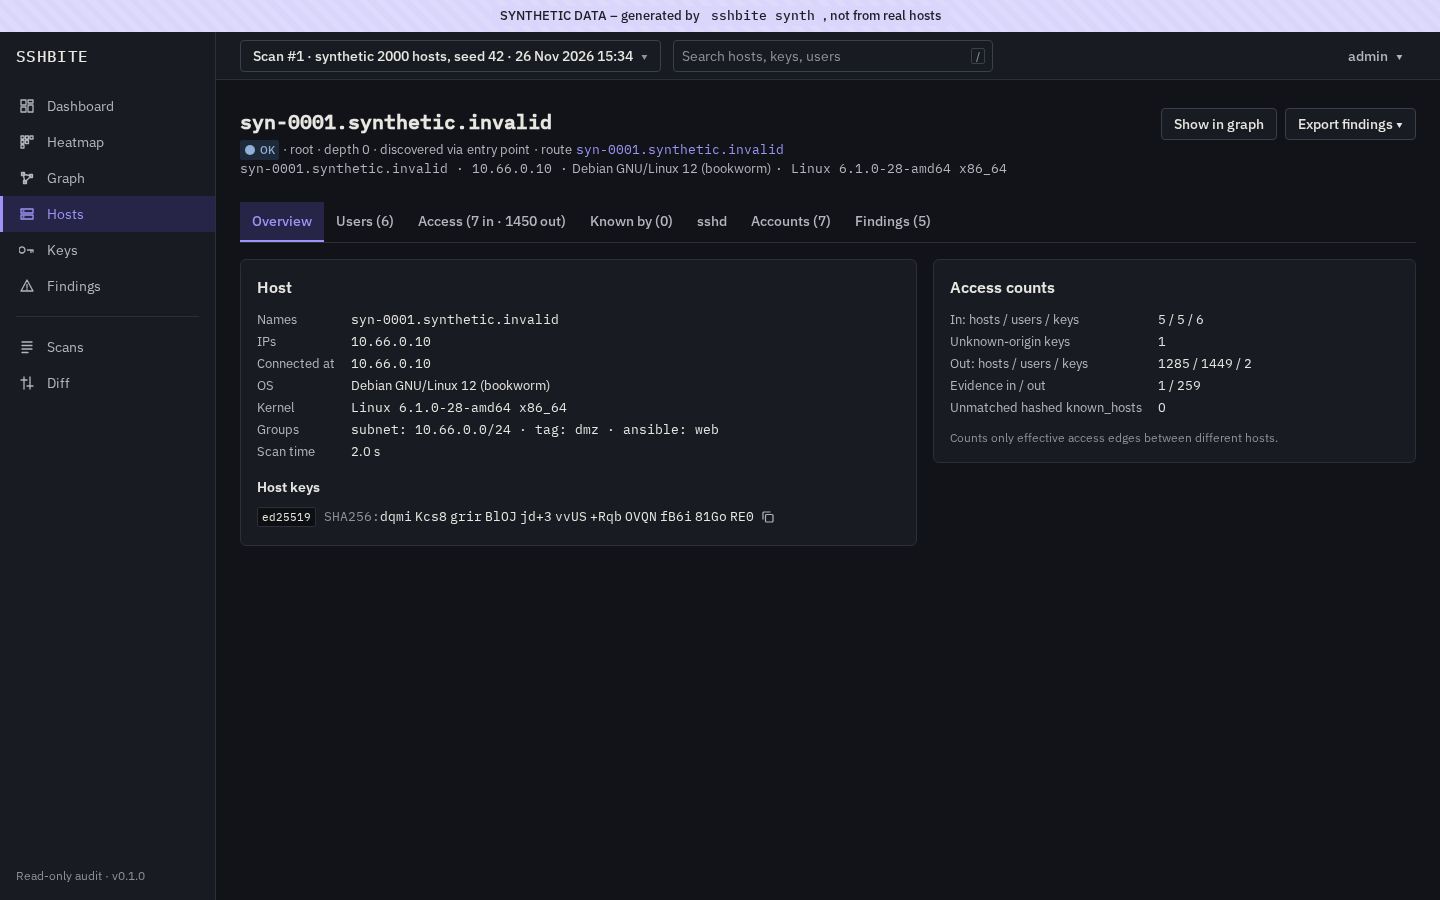 SYNTHETIC DATA – generated by sshbite synth , not from real hosts
SSHBITE
Scan #1 · synthetic 2000 hosts, seed 42 · 26 Nov 2026 15:34 ▾
Search hosts, keys, users /
admin ▾
Dashboard
Heatmap
Graph
Hosts
Keys
Findings
Scans
Diff
Read-only audit · v0.1.0
syn-0001.synthetic.invalid
Show in graph
Export findings ▾
OK · root · depth 0 · discovered via entry point · route syn-0001.synthetic.invalid
syn-0001.synthetic.invalid · 10.66.0.10 · Debian GNU/Linux 12 (bookworm) · Linux 6.1.0-28-amd64 x86_64
Overview Users (6) Access (7 in · 1450 out) Known by (0) sshd Accounts (7) Findings (5)
Host
Names syn-0001.synthetic.invalid
IPs 10.66.0.10
Connected at 10.66.0.10
OS Debian GNU/Linux 12 (bookworm)
Kernel Linux 6.1.0-28-amd64 x86_64
Groups subnet: 10.66.0.0/24 · tag: dmz · ansible: web
Scan time 2.0 s
Host keys
ed25519 SHA256:dqmi Kcs8 grir BlOJ jd+3 vvUS +Rqb OVQN fB6i 81Go RE0
Access counts
In: hosts / users / keys 5 / 5 / 6
Unknown-origin keys 1
Out: hosts / users / keys 1285 / 1449 / 2
Evidence in / out 1 / 259
Unmatched hashed known_hosts 0
Counts only effective access edges between different hosts.